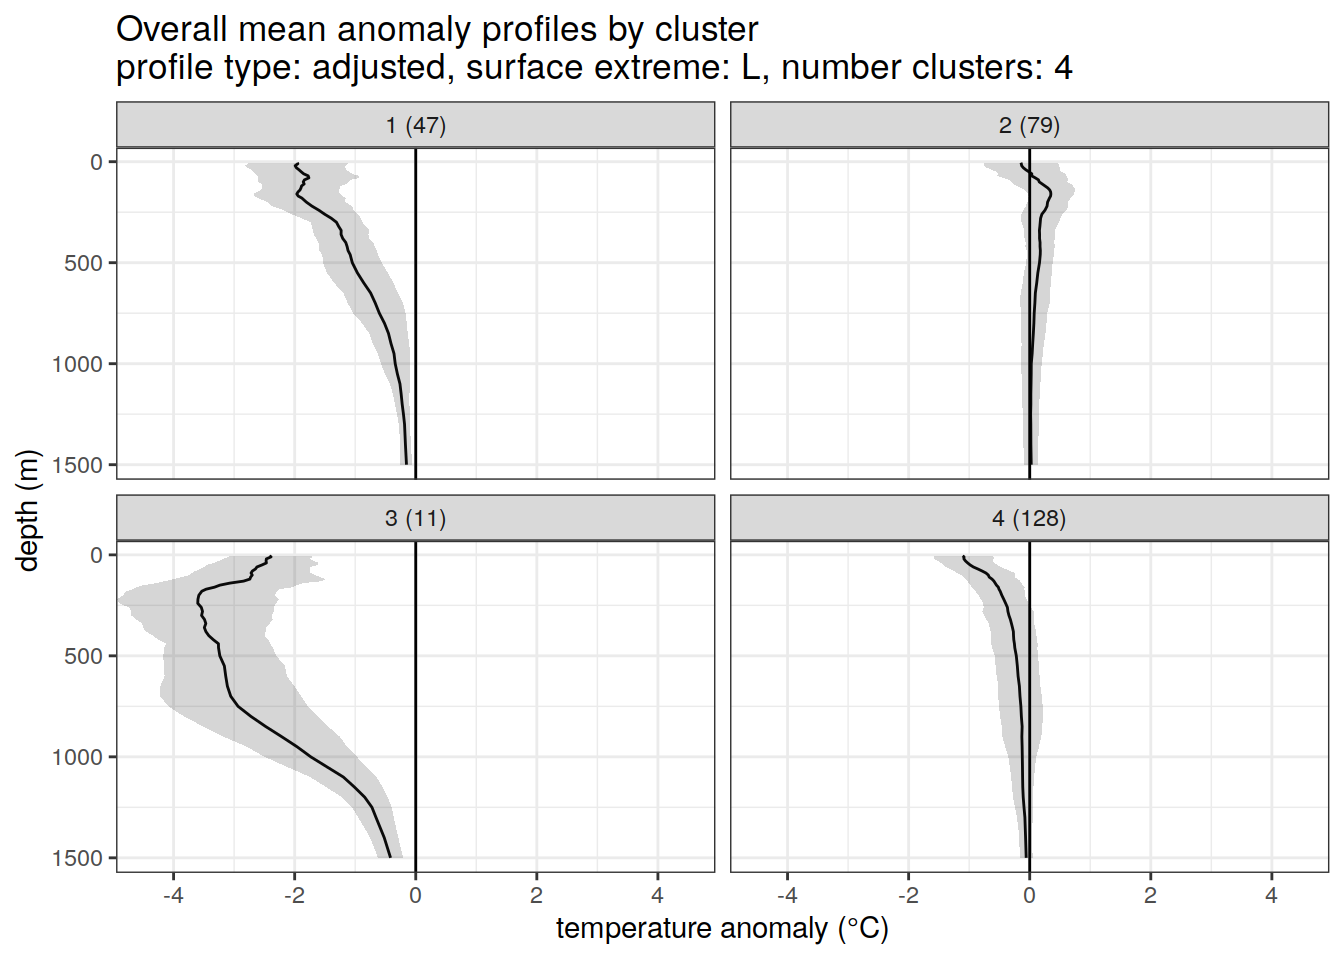 Overall mean anomaly profiles by cluster
profile type: adjusted, surface extreme: L, number clusters: 4
1 (47)
2 (79)
0
500
1000
1500
3 (11)
4 (128)
0
500
1000
1500
depth (m)
-4 -2 0 2 4
-4 -2 0 2 4
temperature anomaly (°C)